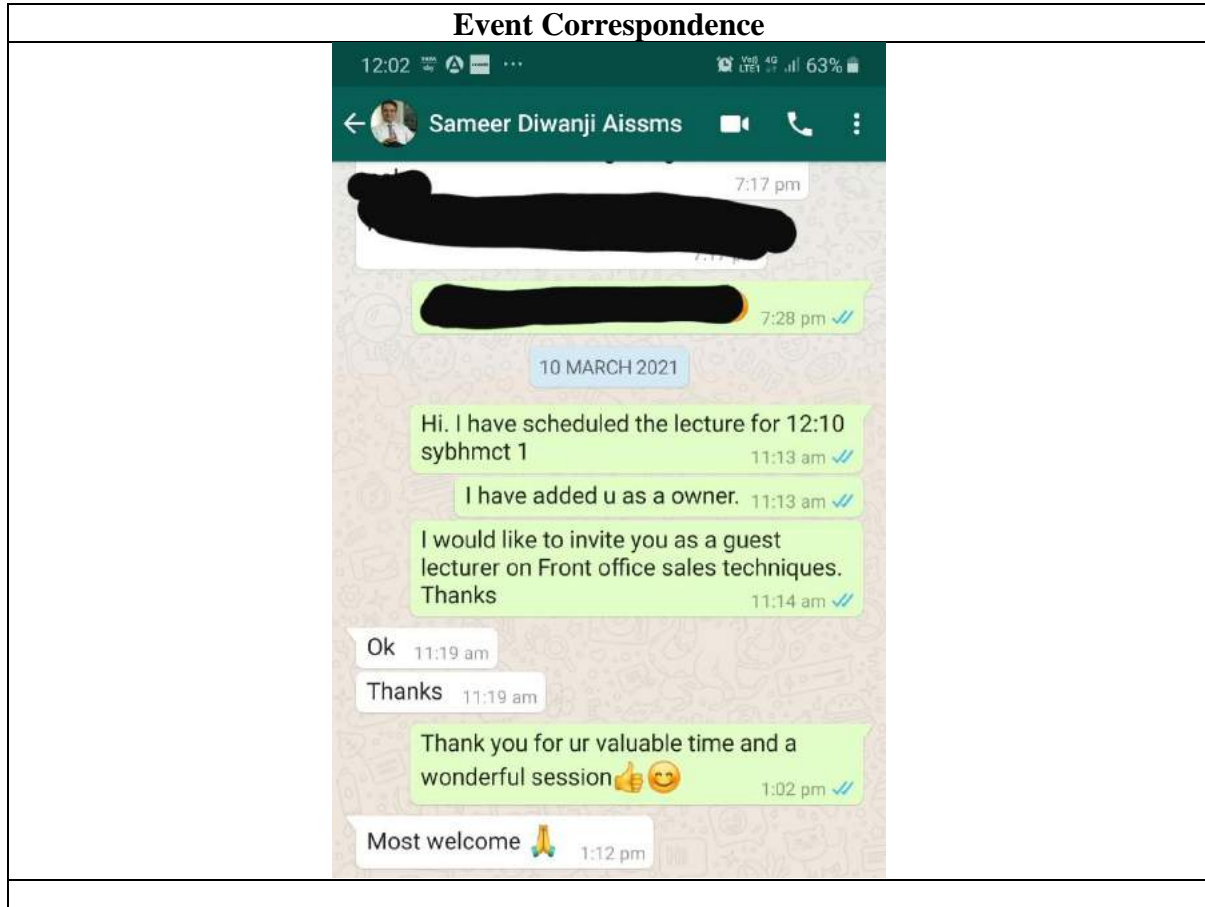 Event Correspondence
12:02 63%
Sameer Diwanji Aissms
7:17 pm
7:28 pm
10 MARCH 2021
Hi. I have scheduled the lecture for 12:10
sybhmct 1 11:13 am
I have added u as a owner. 11:13 am
I would like to invite you as a guest
lecturer on Front office sales techniques.
Thanks 11:14 am
Ok 11:19 am
Thanks 11:19 am
Thank you for ur valuable time and a
wonderful session👍😊 1:02 pm
Most welcome 🙏 1:12 pm